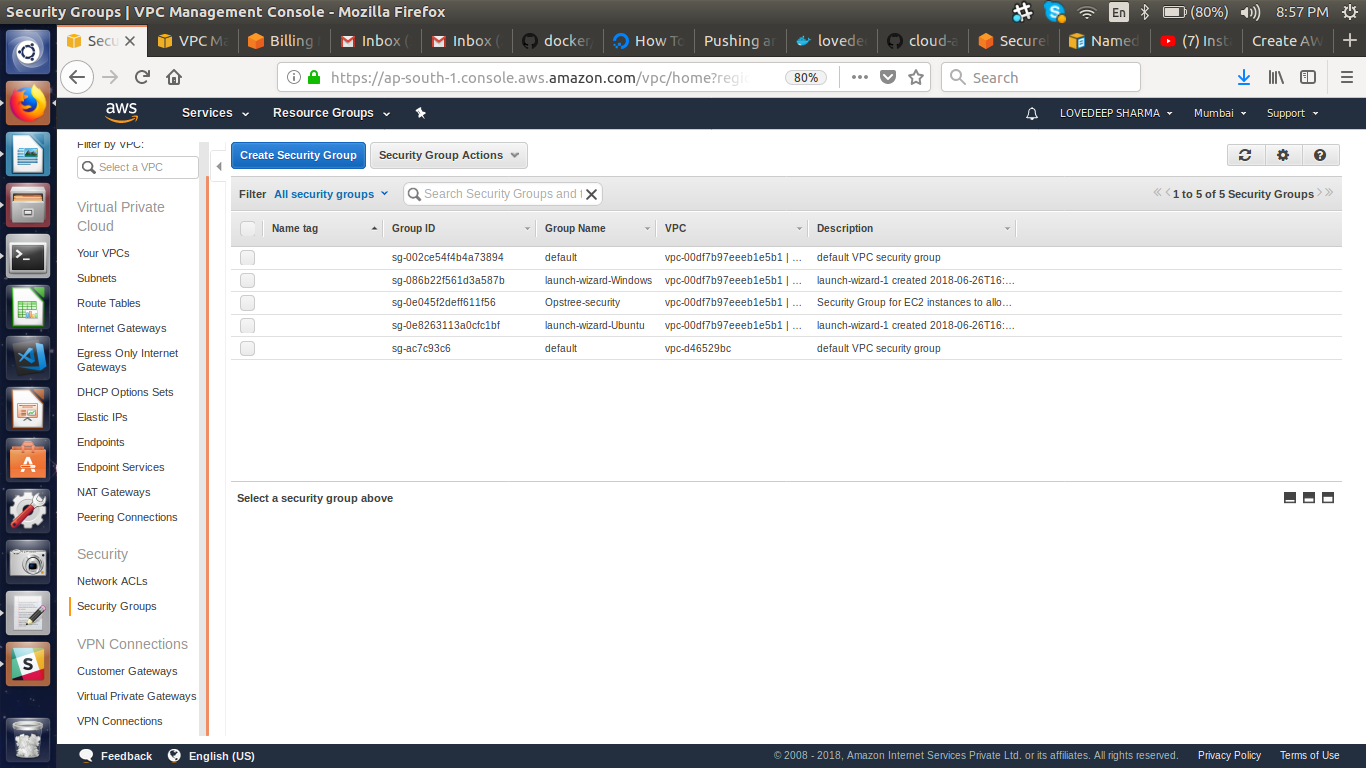 Security Groups | VPC Management Console - Mozilla Firefox
En (80%) 8:57 PM
Secu VPC Ma Billing Inbox ( Inbox ( docker, How To Pushing an lovede cloud-a Secure Named (7) Inst Create AW
https://ap-south-1.console.aws.amazon.com/vpc/home?regi 80% Search
aws Services Resource Groups LOVEDEEP SHARMA Mumbai Support
Filter by VPC:
Select a VPC
Virtual Private
Cloud
Your VPCs
Subnets
Route Tables
Internet Gateways
Egress Only Internet
Gateways
DHCP Options Sets
Elastic IPs
Endpoints
Endpoint Services
NAT Gateways
Peering Connections
Security
Network ACLs
Security Groups
VPN Connections
Customer Gateways
Virtual Private Gateways
VPN Connections
Create Security Group Security Group Actions
Filter All security groups Search Security Groups and 1 to 5 of 5 Security Groups
Name tag Group ID Group Name VPC Description
sg-002ce54f4b4a73894 default vpc-00df7b97eeeb1e5b1 | ... default VPC security group
sg-086b22f561d3a587b launch-wizard-Windows vpc-00df7b97eeeb1e5b1 | ... launch-wizard-1 created 2018-06-26T16:...
sg-0e045f2deff611f56 Opstree-security vpc-00df7b97eeeb1e5b1 | ... Security Group for EC2 instances to allo...
sg-0e8263113a0cfc1bf launch-wizard-Ubuntu vpc-00df7b97eeeb1e5b1 | ... launch-wizard-1 created 2018-06-26T16:...
sg-ac7c93c6 default vpc-d46529bc default VPC security group
Select a security group above
Feedback English (US) © 2008 - 2018, Amazon Internet Services Private Ltd. or its affiliates. All rights reserved. Privacy Policy Terms of Use